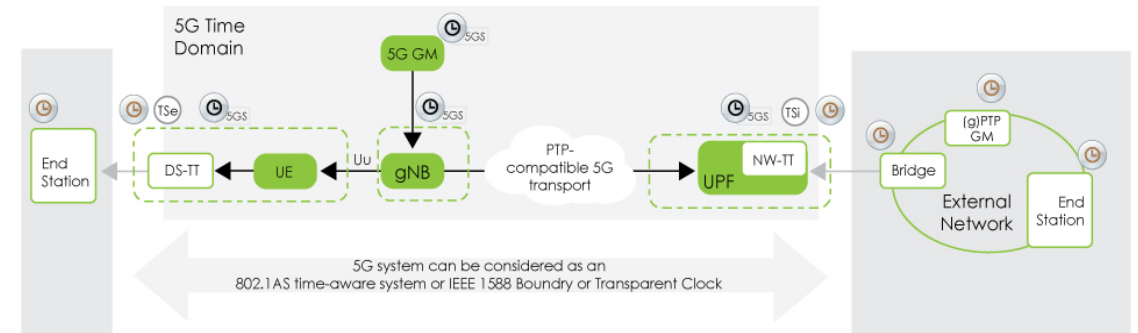 5G Time
Domain
5G GM
5GS
5GS
TSe
5GS
5GS
TSi
(g)PTP
GM
End
Station
DS-TT
UE
Uu
gNB
PTP-
compatible 5G
transport
NW-TT
UPF
Bridge
External
Network
End
Station
5G system can be considered as an
802.1AS time-aware system or IEEE 1588 Boundry or Transparent Clock